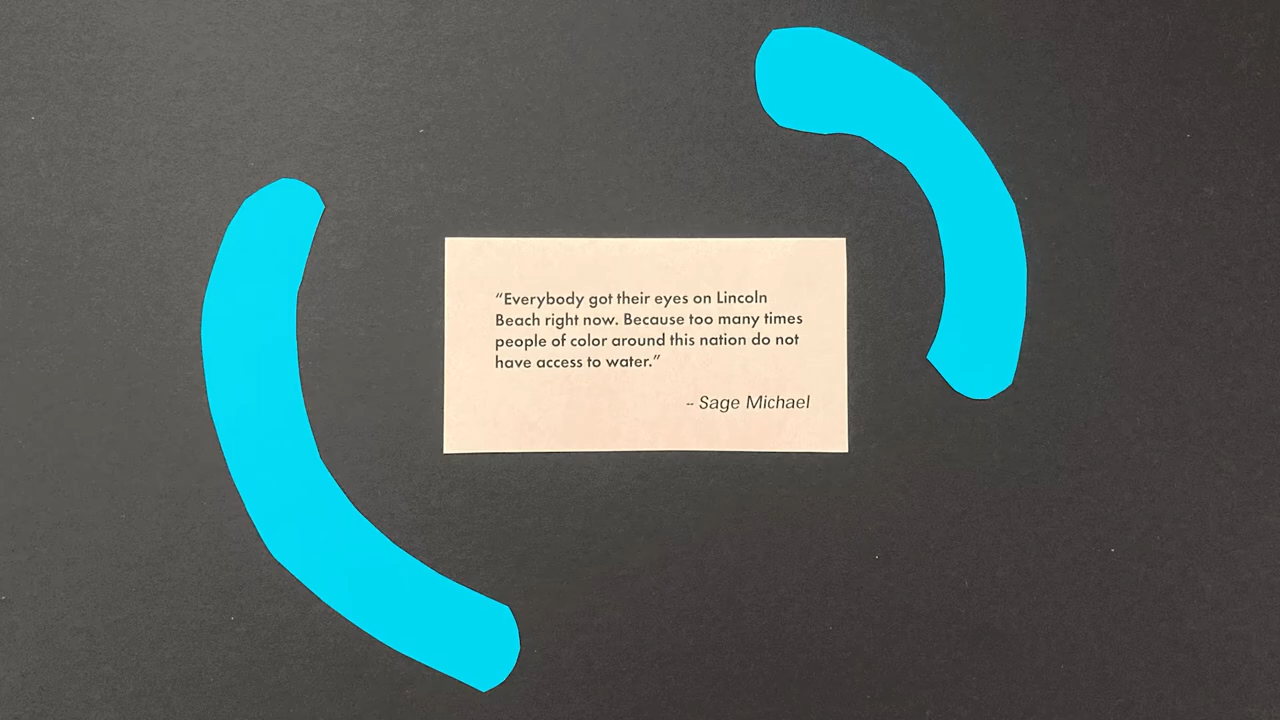 “Everybody got their eyes on Lincoln
Beach right now. Because too many times
people of color around this nation do not
have access to water.”
-- Sage Michael